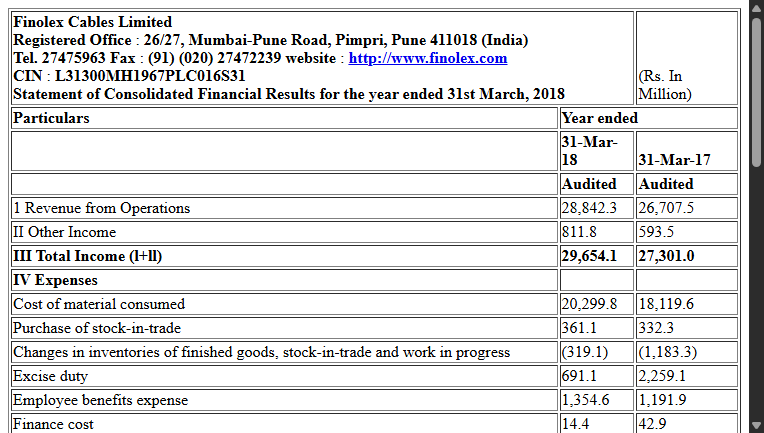 Finolex Cables Limited
Registered Office : 26/27, Mumbai-Pune Road, Pimpri, Pune 411018 (India)
Tel. 27475963 Fax : (91) (020) 27472239 website : http://www.finolex.com
CIN : L31300MH1967PLC016S31
Statement of Consolidated Financial Results for the year ended 31st March, 2018
(Rs. In
Million)
Particulars Year ended
31-Mar-
18 31-Mar-17
Audited Audited
1 Revenue from Operations 28,842.3 26,707.5
II Other Income 811.8 593.5
III Total Income (l+ll) 29,654.1 27,301.0
IV Expenses
Cost of material consumed 20,299.8 18,119.6
Purchase of stock-in-trade 361.1 332.3
Changes in inventories of finished goods, stock-in-trade and work in progress (319.1) (1,183.3)
Excise duty 691.1 2,259.1
Employee benefits expense 1,354.6 1,191.9
Finance cost 14.4 42.9